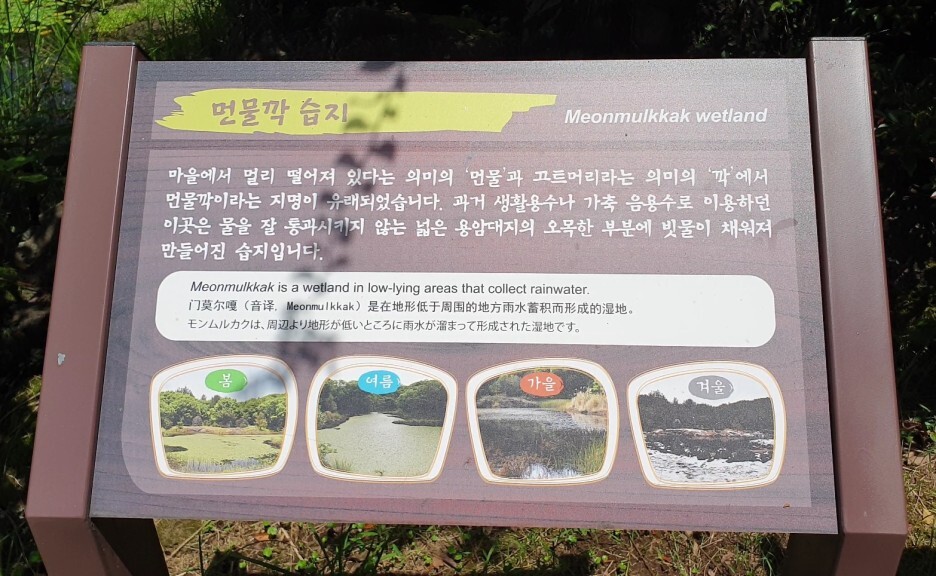 먼물깍 습지
Meonmulkkak wetland
마을에서 멀리 떨어져 있다는 의미의 '먼물'과 끄트머리라는 의미의 '깍'에서
먼물깍이라는 지명이 유래되었습니다. 과거 생활용수나 가축 음용수로 이용하던
이곳은 물을 잘 통과시키지 않는 넓은 용암대지의 오목한 부분에 빗물이 채워져
만들어진 습지입니다.
Meonmulkkak is a wetland in low-lying areas that collect rainwater.
门莫尔嘎（音译，Meonmulkkak）是在地形低于周围的地方雨水蓄积而形成的湿地。
モンムルカクは、周辺より地形が低いところに雨水が溜まって形成された湿地です。
봄
여름
가을
겨울